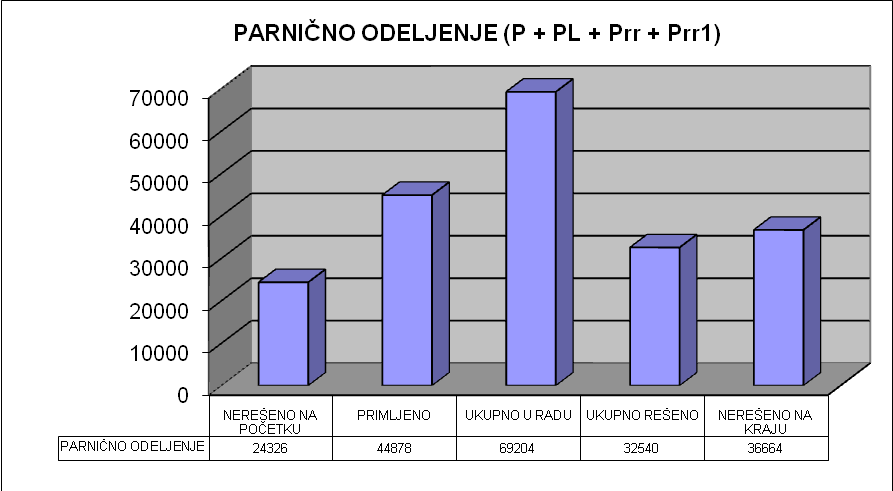 PARNIČNO ODELJENJE (P + PL + Prr + Prr1)
70000
60000
50000
40000
30000
20000
10000
0
NEREŠENO NA POČETKU
PRIMLJENO
UKUPNO U RADU
UKUPNO REŠENO
NEREŠENO NA KRAJU
PARNIČNO ODELJENJE 24326 44878 69204 32540 36664